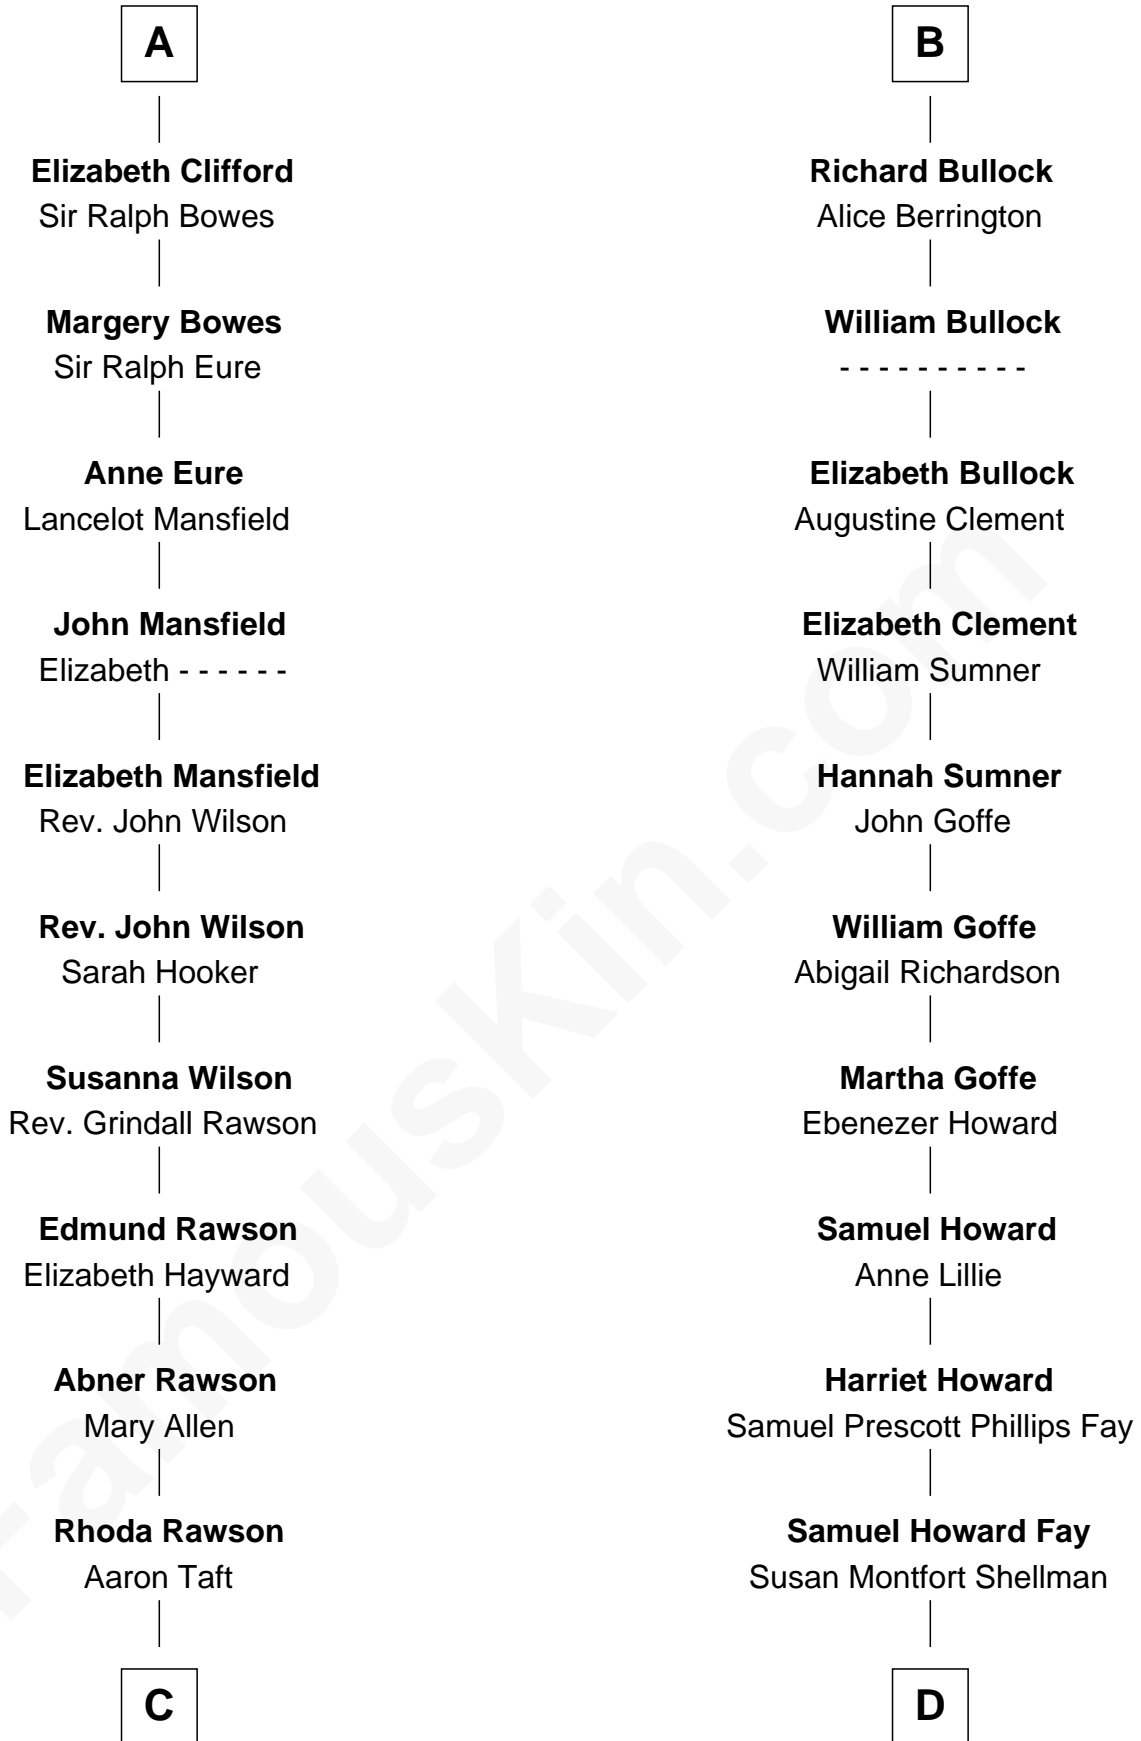 A
Elizabeth Clifford
Sir Ralph Bowes
Margery Bowes
Sir Ralph Eure
Anne Eure
Lancelot Mansfield
John Mansfield
Elizabeth - - - - - -
Elizabeth Mansfield
Rev. John Wilson
Rev. John Wilson
Sarah Hooker
Susanna Wilson
Rev. Grindall Rawson
Edmund Rawson
Elizabeth Hayward
Abner Rawson
Mary Allen
Rhoda Rawson
Aaron Taft
C
B
Richard Bullock
Alice Berrington
William Bullock
- - - - - - - - - -
Elizabeth Bullock
Augustine Clement
Elizabeth Clement
William Sumner
Hannah Sumner
John Goffe
William Goffe
Abigail Richardson
Martha Goffe
Ebenezer Howard
Samuel Howard
Anne Lillie
Harriet Howard
Samuel Prescott Phillips Fay
Samuel Howard Fay
Susan Montfort Shellman
D
FamousKin.com